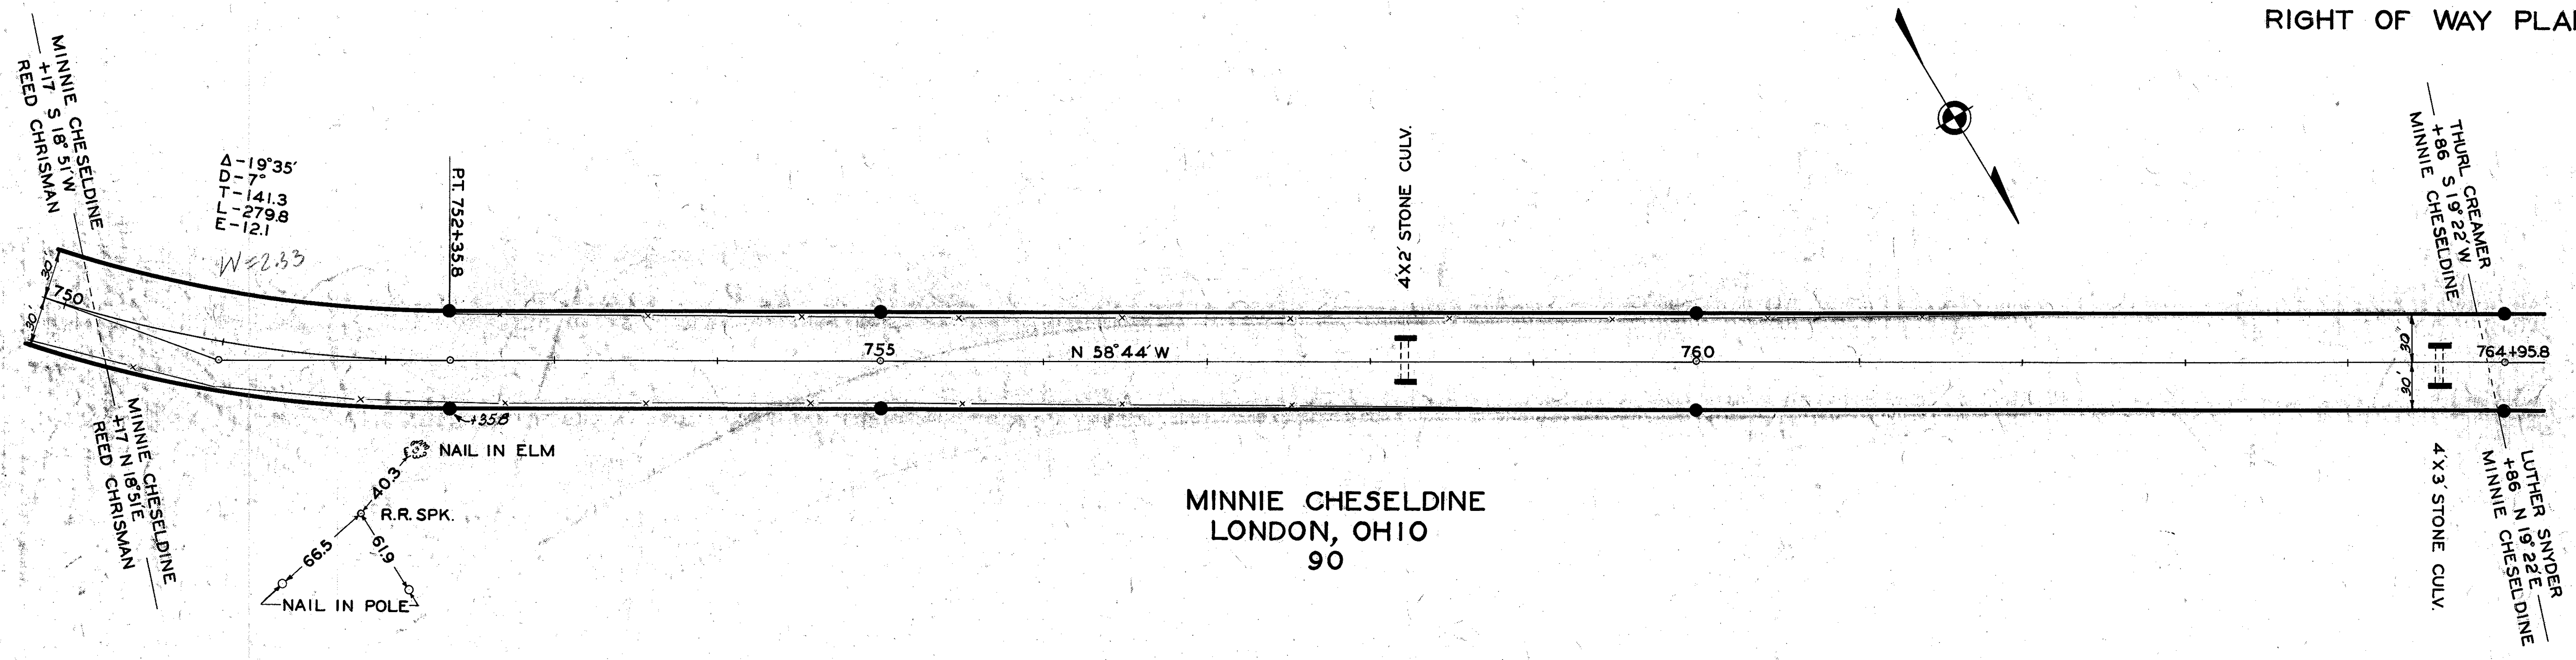 RIGHT OF WAY PLA
MINNIE CHESELDINE
+17 S 18° 51' W
REED CHRISMAN
Δ-19°35'
D-7°
T-141.3
L-279.8
E-12.1
W=2.33
P.T. 752+35.8
4'X2' STONE CULV.
THURL CREAMER
+86 S 19° 22' W
MINNIE CHESELDINE
30'
30'
750
755
N 58°44' W
760
30'
30'
764+95.8
+35.8
MINNIE CHESELDINE
+17 N 18° 51' E
REED CHRISMAN
NAIL IN ELM
40.3
R.R. SPK.
66.5
61.9
NAIL IN POLE
MINNIE CHESELDINE
LONDON, OHIO
90
4'X3' STONE CULV.
LUTHER SNYDER
+86 N 19° 22' E
MINNIE CHESELDINE